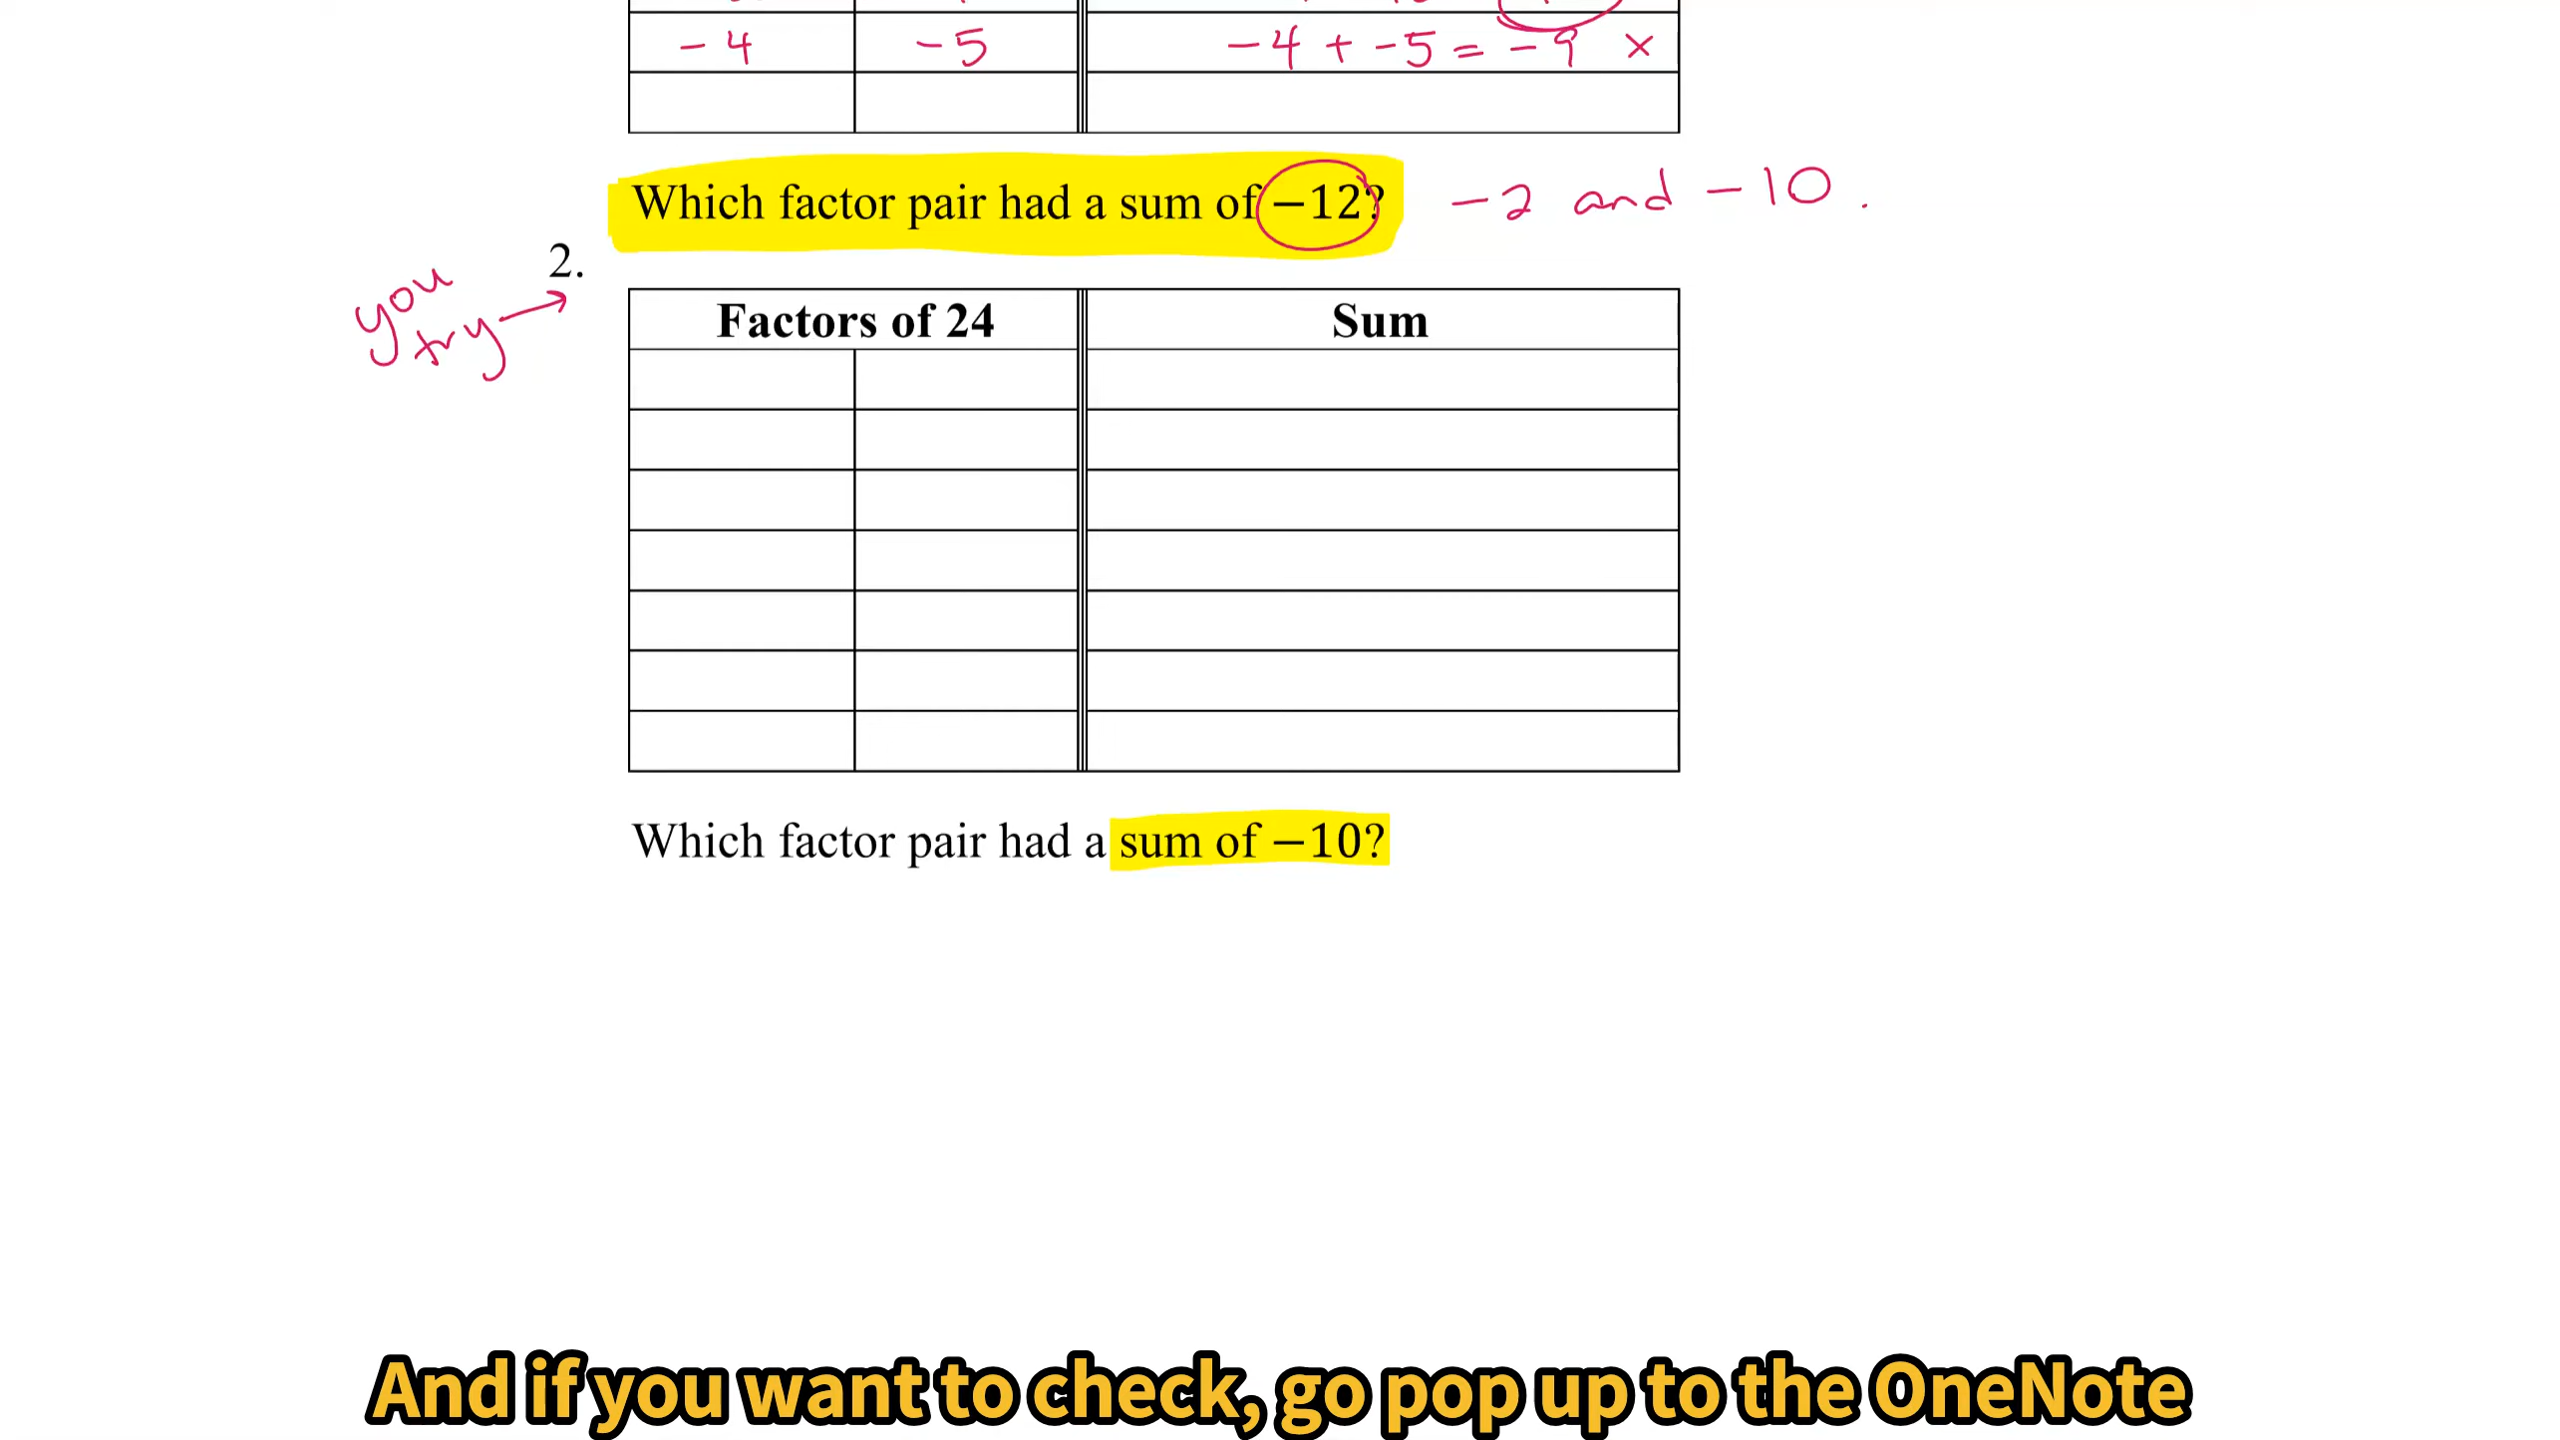 -4 -5 -4 + -5 = -9 ×
Which factor pair had a sum of −12? -2 and -10.
2.
you try →
Factors of 24 Sum
Which factor pair had a sum of −10?
And if you want to check, go pop up to the OneNote